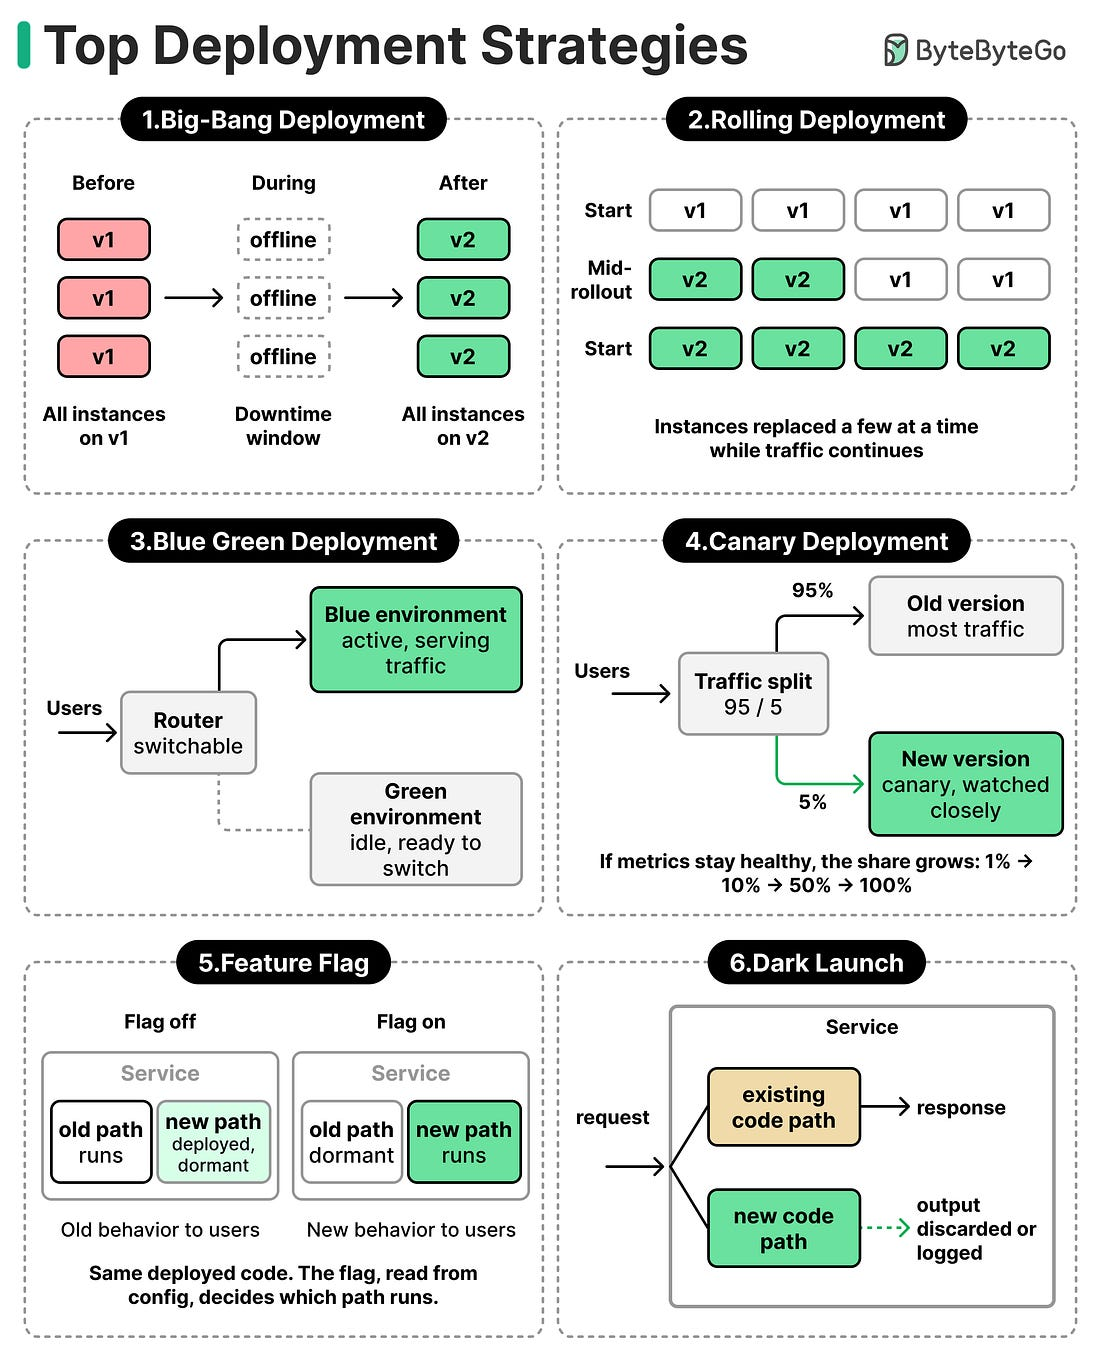 Top Deployment Strategies
ByteByteGo
1.Big-Bang Deployment
Before
During
After
v1
offline
v2
v1
offline
v2
v1
offline
v2
All instances
on v1
Downtime
window
All instances
on v2
2.Rolling Deployment
Start
v1
v1
v1
v1
Mid-
rollout
v2
v2
v1
v1
Start
v2
v2
v2
v2
Instances replaced a few at a time
while traffic continues
3.Blue Green Deployment
Users
Router
switchable
Blue environment
active, serving
traffic
Green
environment
idle, ready to
switch
4.Canary Deployment
Users
Traffic split
95 / 5
95%
Old version
most traffic
5%
New version
canary, watched
closely
If metrics stay healthy, the share grows: 1% →
10% → 50% → 100%
5.Feature Flag
Flag off
Service
old path
runs
new path
deployed,
dormant
Old behavior to users
Flag on
Service
old path
dormant
new path
runs
New behavior to users
Same deployed code. The flag, read from
config, decides which path runs.
6.Dark Launch
request
Service
existing
code path
response
new code
path
output
discarded or
logged